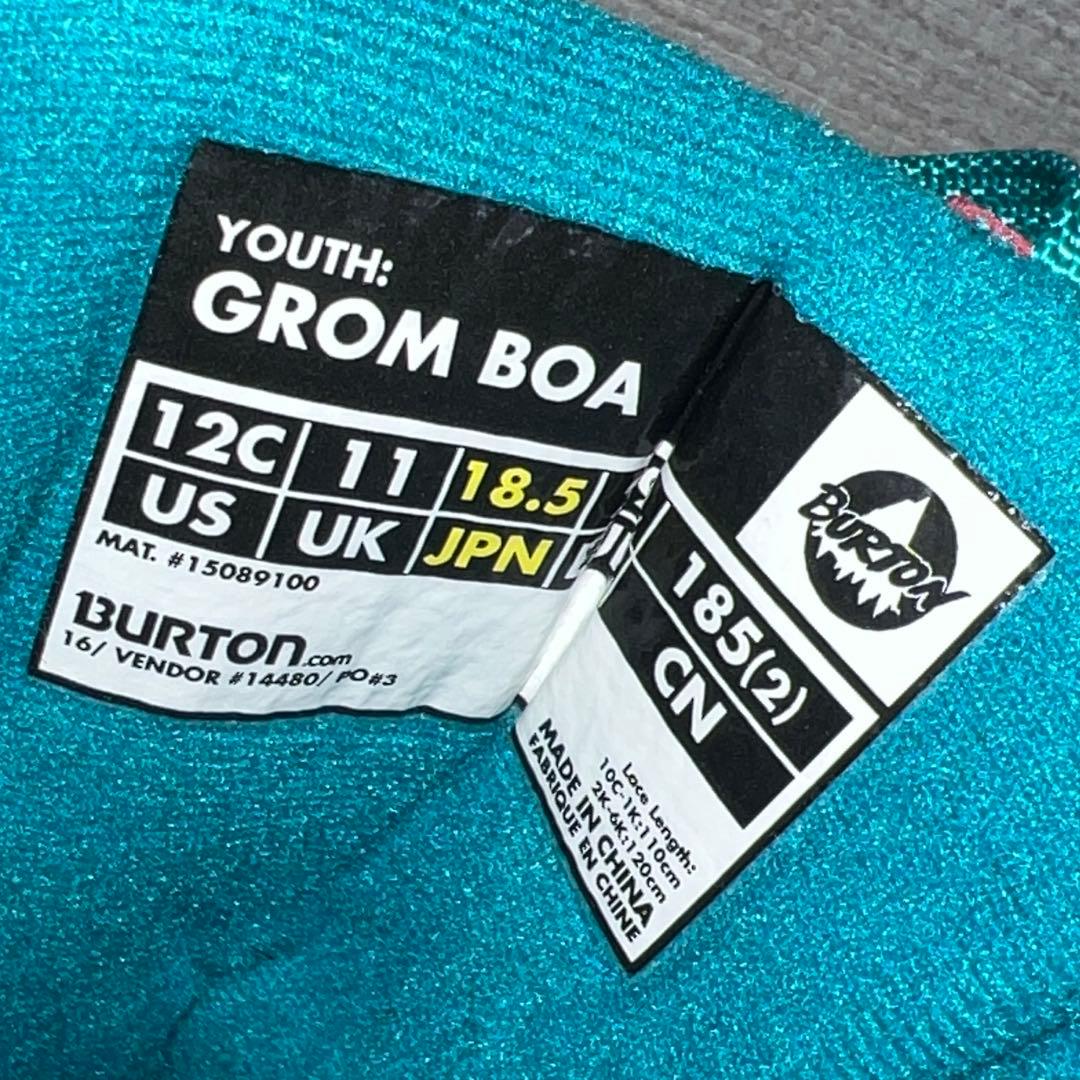 YOUTH:
GROM BOA
12C 11 18.5 185(2)
US UK JPN CN
MAT. #15089100
BURTON.com
16/ VENDOR #14480/ PO#3
BURTON
Lace Length:
10C-1K:110cm
2K-6K:120cm
MADE IN CHINA
FABRIQUE EN CHINE